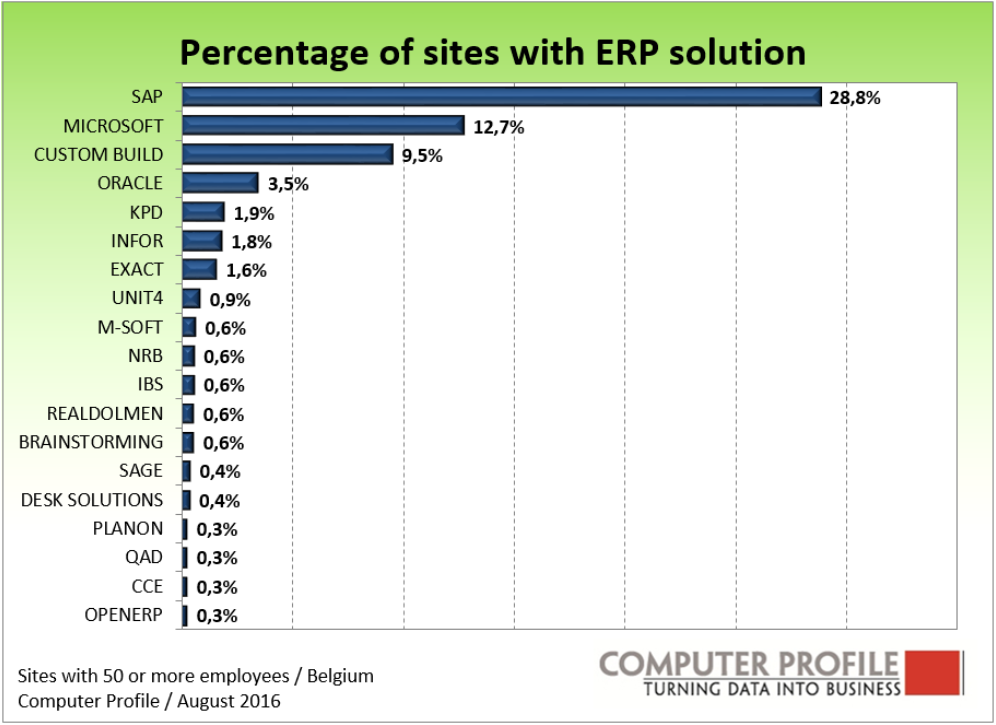 Percentage of sites with ERP solution
SAP 28,8%
MICROSOFT 12,7%
CUSTOM BUILD 9,5%
ORACLE 3,5%
KPD 1,9%
INFOR 1,8%
EXACT 1,6%
UNIT4 0,9%
M-SOFT 0,6%
NRB 0,6%
IBS 0,6%
REALDOLMEN 0,6%
BRAINSTORMING 0,6%
SAGE 0,4%
DESK SOLUTIONS 0,4%
PLANON 0,3%
QAD 0,3%
CCE 0,3%
OPENERP 0,3%
Sites with 50 or more employees / Belgium
Computer Profile / August 2016
COMPUTER PROFILE
TURNING DATA INTO BUSINESS